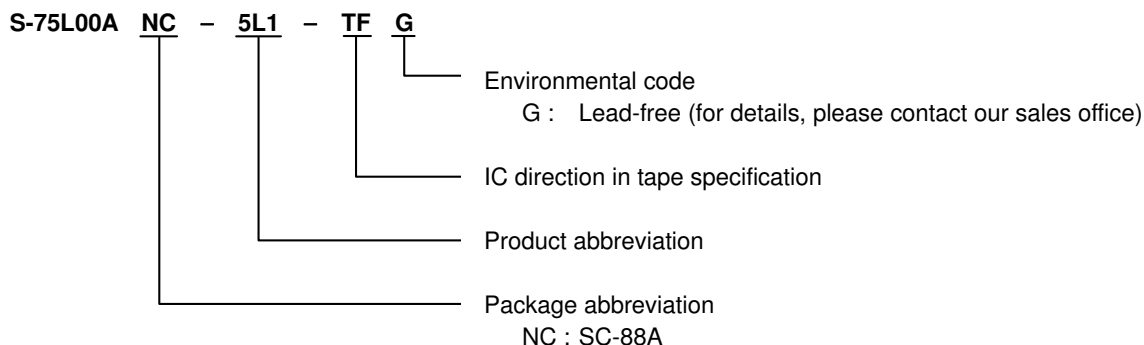 S-75L00A NC – 5L1 – TF G
Environmental code
G : Lead-free (for details, please contact our sales office)
IC direction in tape specification
Product abbreviation
Package abbreviation
NC : SC-88A